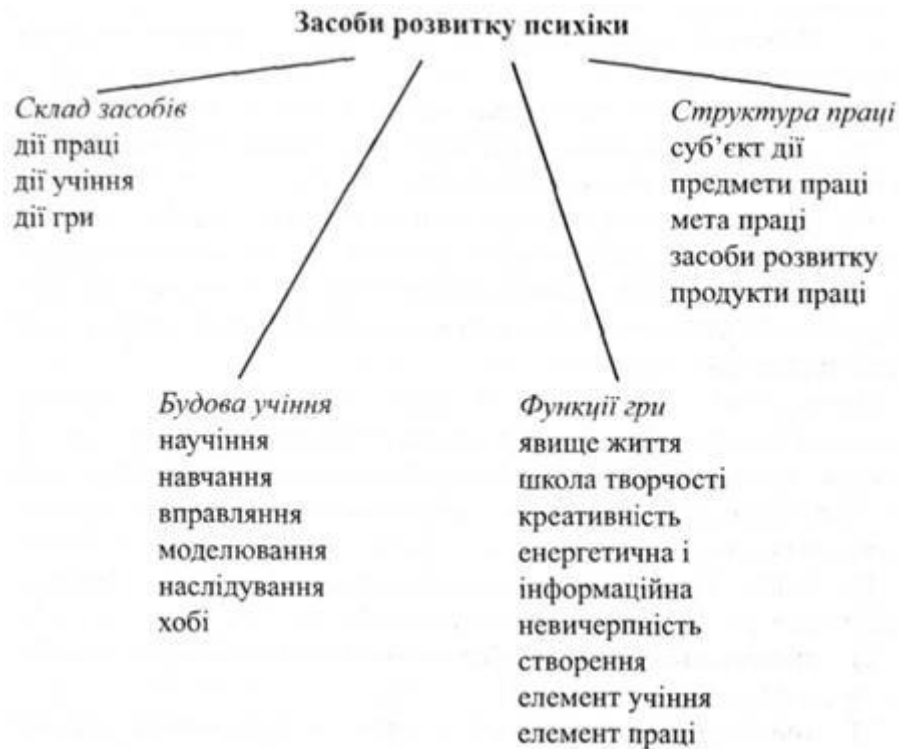 Засоби розвитку психіки
Склад засобів
дії праці
дії учіння
дії гри
Структура праці
суб’єкт дії
предмети праці
мета праці
засоби розвитку
продукти праці
Будова учіння
научіння
навчання
вправляння
моделювання
наслідування
хобі
Функції гри
явище життя
школа творчості
креативність
енергетична і
інформаційна
невичерпність
створення
елемент учіння
елемент праці